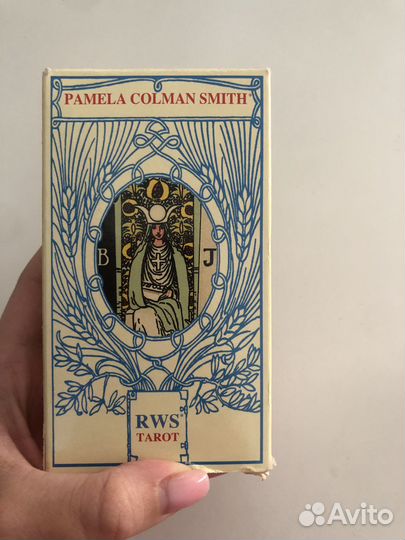 PAMELA COLMAN SMITH®
B J
RWS®
TAROT
Avito